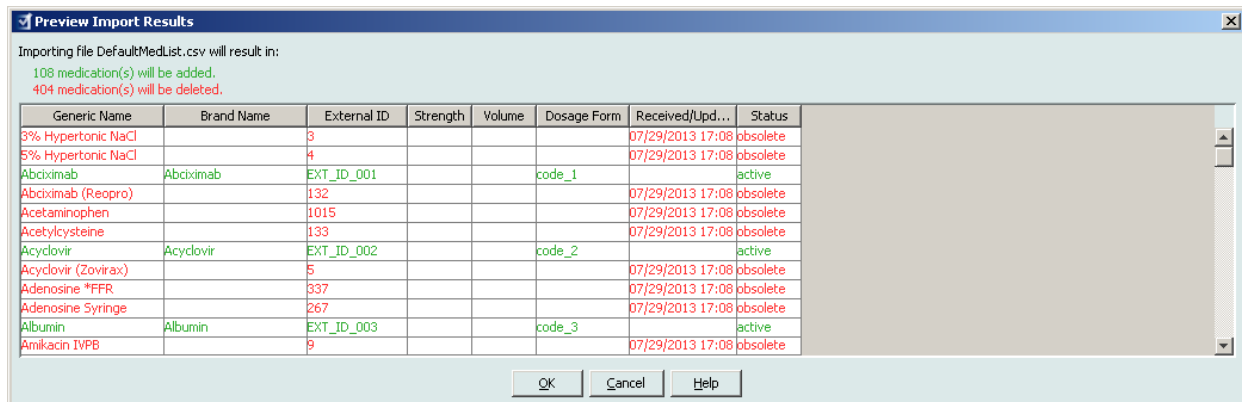 Preview Import Results
Importing file DefaultMedList.csv will result in:
108 medication(s) will be added.
404 medication(s) will be deleted.
Generic Name Brand Name External ID Strength Volume Dosage Form Received/Upd... Status
3% Hypertonic NaCl 3 07/29/2013 17:08 obsolete
5% Hypertonic NaCl 4 07/29/2013 17:08 obsolete
Abciximab Abciximab EXT_ID_001 code_1 active
Abciximab (Reopro) 132 07/29/2013 17:08 obsolete
Acetaminophen 1015 07/29/2013 17:08 obsolete
Acetylcysteine 133 07/29/2013 17:08 obsolete
Acyclovir Acyclovir EXT_ID_002 code_2 active
Acyclovir (Zovirax) 5 07/29/2013 17:08 obsolete
Adenosine *FFR 337 07/29/2013 17:08 obsolete
Adenosine Syringe 267 07/29/2013 17:08 obsolete
Albumin Albumin EXT_ID_003 code_3 active
Amikacin IVPB 9 07/29/2013 17:08 obsolete
OK Cancel Help